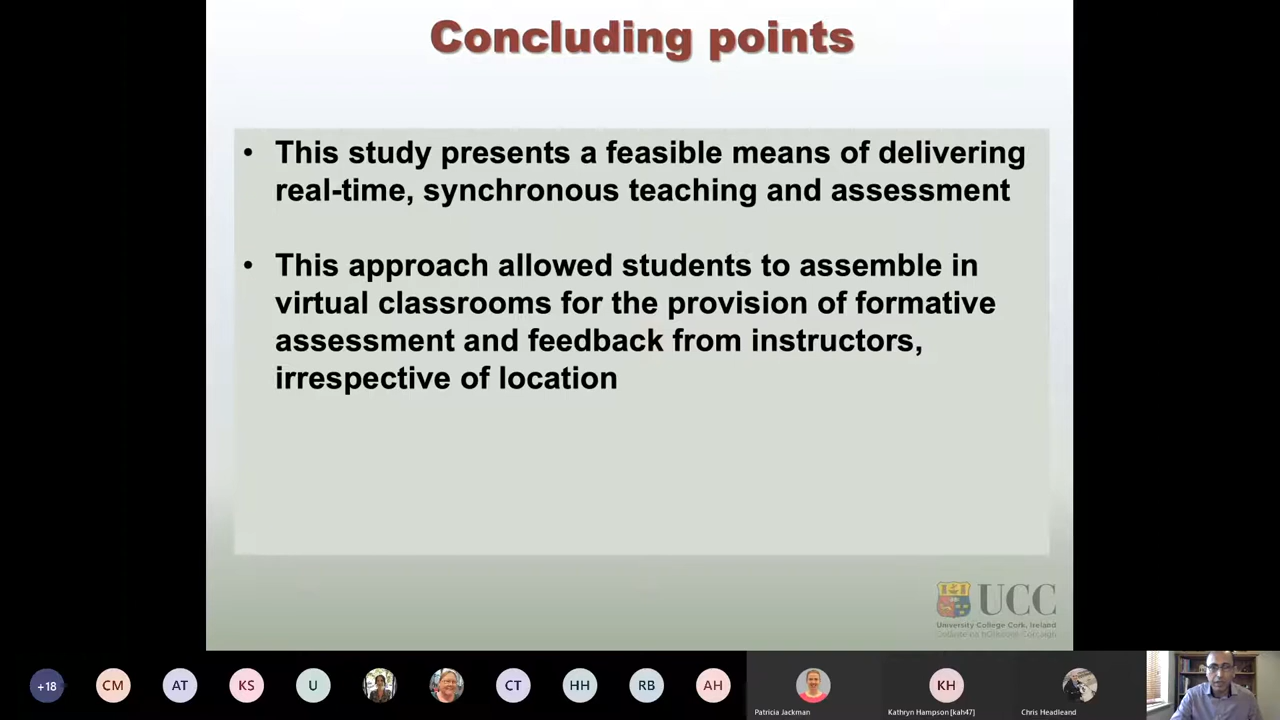 Concluding points
• This study presents a feasible means of delivering
real-time, synchronous teaching and assessment
• This approach allowed students to assemble in
virtual classrooms for the provision of formative
assessment and feedback from instructors,
irrespective of location
UCC
University College Cork, Ireland
+18
CM
AT
KS
U
CT
HH
RB
AH
KH
Patricia Jackman
Kathryn Hampson [kah47]
Chris Headleand